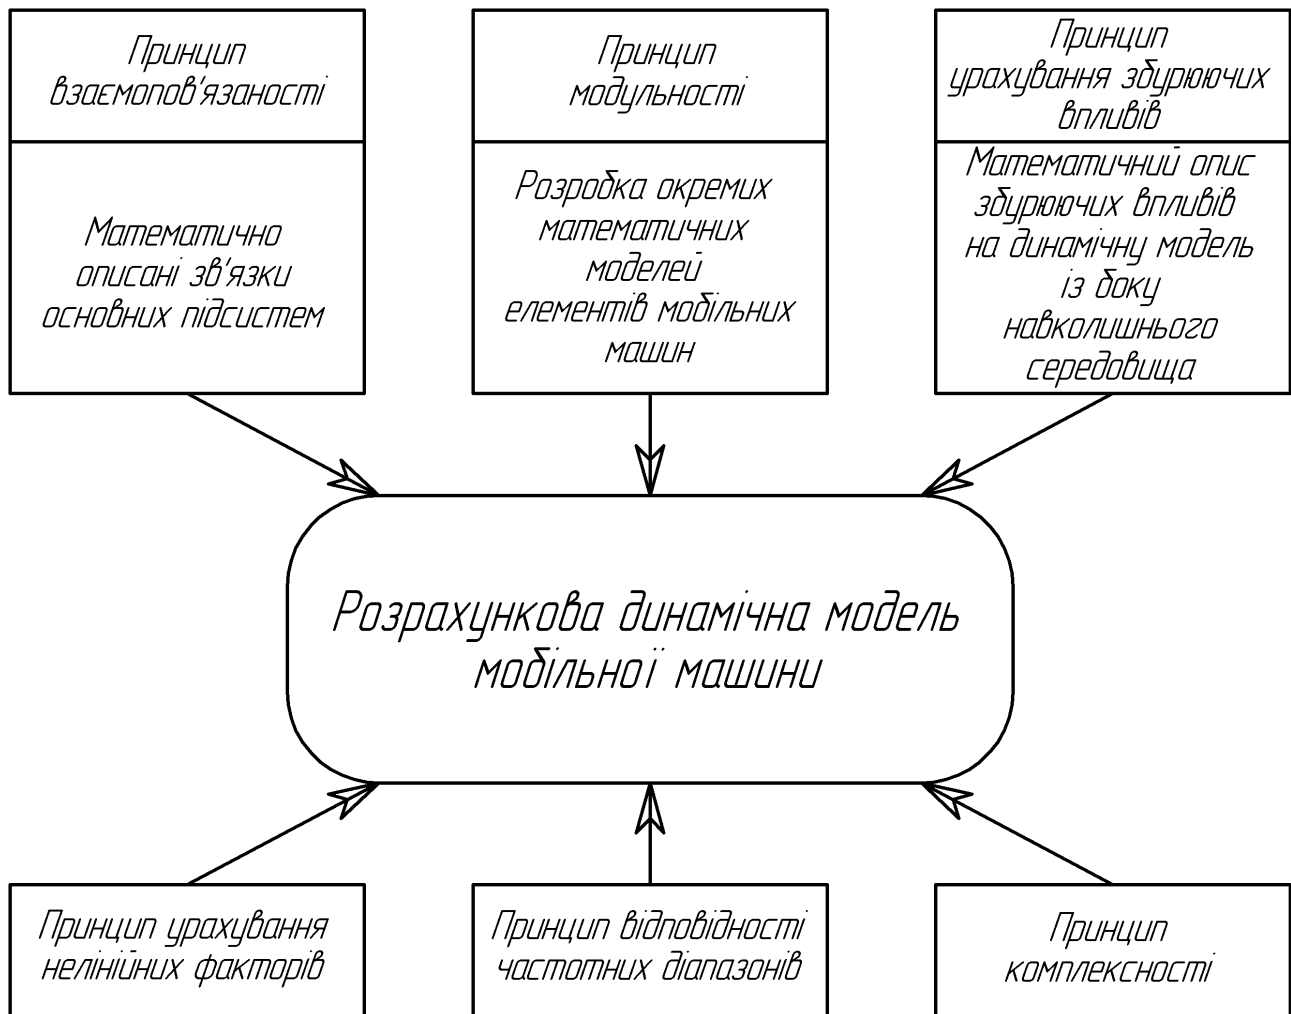 Принцип
взаємопов'язаності
Математично
описані зв'язки
основних підсистем
Принцип
модульності
Розробка окремих
математичних
моделей
елементів мобільних
машин
Принцип
урахування збурюючих
впливів
Математичний опис
збурюючих впливів
на динамічну модель
із боку
навколишнього
середовища
Розрахункова динамічна модель
мобільної машини
Принцип урахування
нелінійних факторів
Принцип відповідності
частотних діапазонів
Принцип
комплексності